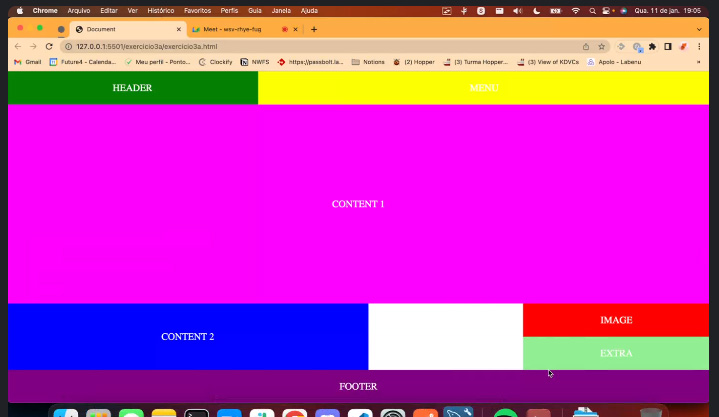 Chrome Arquivo Editar Ver Histórico Favoritos Perfis Guia Janela Ajuda Qua. 11 de jan. 19:05
Document Meet - wsv-rhye-fug
127.0.0.1:5501/exercicio3a/exercicio3a.html
Gmail Future4 - Calenda... Meu perfil - Ponto... Clockify NWFS https://passbolt.la... Notions (2) Hopper (3) Turma Hopper... (3) View of KDVCs Apolo - Labenu »
HEADER MENU
CONTENT 1
CONTENT 2 IMAGE
EXTRA
FOOTER